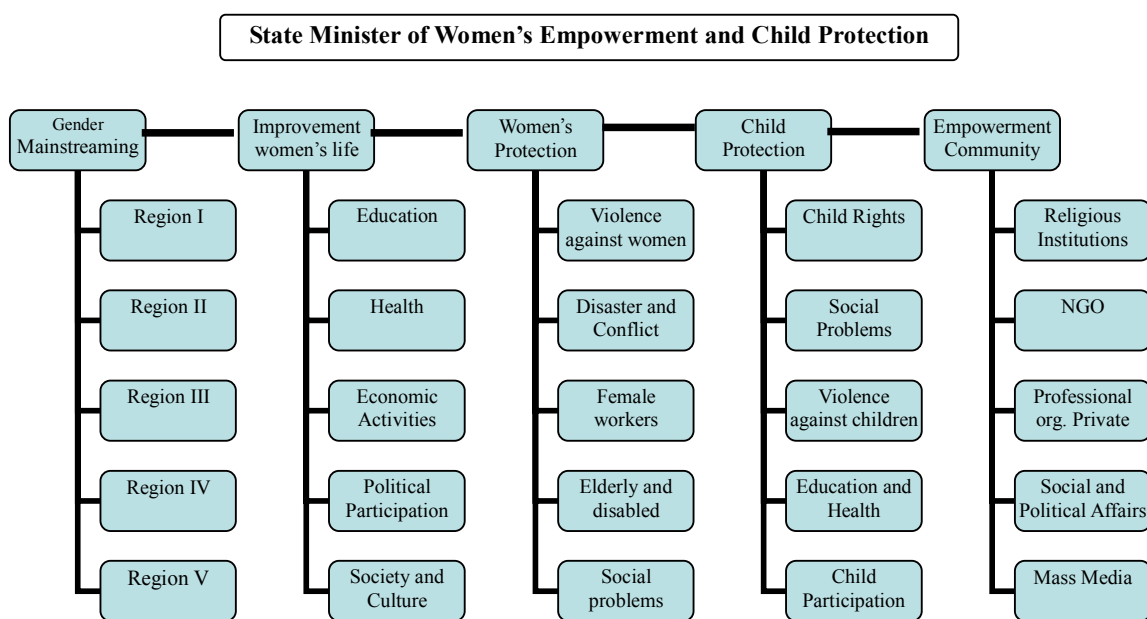 State Minister of Women’s Empowerment and Child Protection
Gender
Mainstreaming
Improvement
women’s life
Women’s
Protection
Child
Protection
Empowerment
Community
Region I
Education
Violence
against women
Child Rights
Religious
Institutions
Region II
Health
Disaster and
Conflict
Social
Problems
NGO
Region III
Economic
Activities
Female
workers
Violence
against children
Professional
org. Private
Region IV
Political
Participation
Elderly and
disabled
Education and
Health
Social and
Political Affairs
Region V
Society and
Culture
Social
problems
Child
Participation
Mass Media